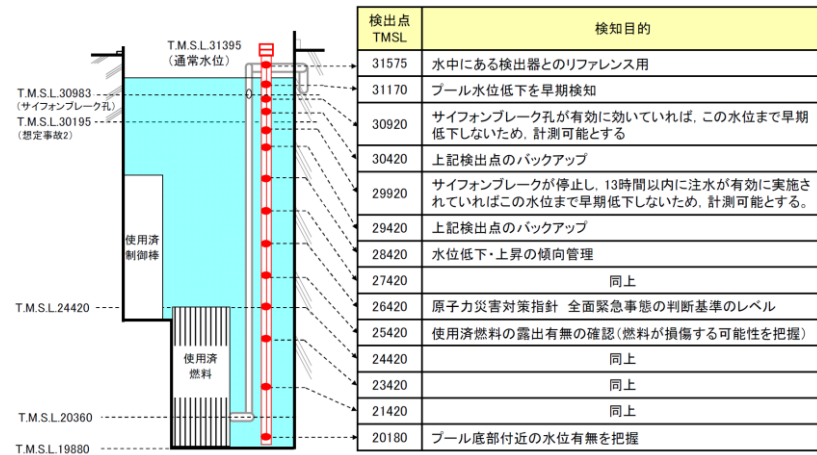 T.M.S.L.31395
(通常水位)
T.M.S.L.30983
(サイフォンブレーク孔)
T.M.S.L.30195
(想定事故2)
使用済
制御棒
T.M.S.L.24420
使用済
燃料
T.M.S.L.20360
T.M.S.L.19880
検出点
TMSL
検知目的
31575 水中にある検出器とのリファレンス用
31170 プール水位低下を早期検知
30920 サイフォンブレーク孔が有効に効いていれば，この水位まで早期
低下しないため，計測可能とする
30420 上記検出点のバックアップ
29920 サイフォンブレークが停止し，13時間以内に注水が有効に実施さ
れていればこの水位まで早期低下しないため，計測可能とする。
29420 上記検出点のバックアップ
28420 水位低下・上昇の傾向管理
27420 同上
26420 原子力災害対策指針 全面緊急事態の判断基準のレベル
25420 使用済燃料の露出有無の確認(燃料が損傷する可能性を把握)
24420 同上
23420 同上
21420 同上
20180 プール底部付近の水位有無を把握